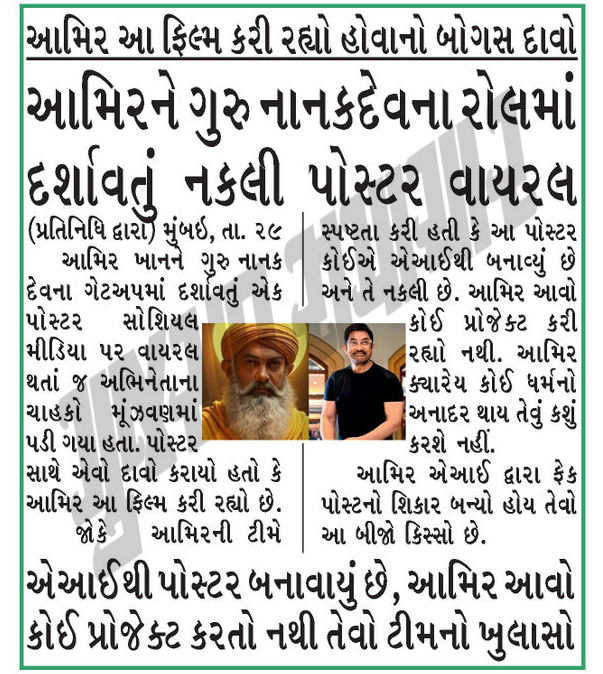 આમિર આ ફિલ્મ કરી રહ્યો હોવાનો બોગસ દાવો
આમિરને ગુરુ નાનકદેવના રોલમાં
દર્શાવતું નકલી પોસ્ટર વાયરલ
(પ્રતિનિધિ દ્વારા) મુંબઇ, તા. ૨૯
આમિર ખાનને ગુરુ નાનક
દેવના ગેટઅપમાં દર્શાવતું એક
પોસ્ટર સોશિયલ
મીડિયા પર વાયરલ
થતાં જ અભિનેતાના
ચાહકો મૂંઝવણમાં
પડી ગયા હતા. પોસ્ટર
સાથે એવો દાવો કરાયો હતો કે
આમિર આ ફિલ્મ કરી રહ્યો છે.
જોકે આમિરની ટીમે
સ્પષ્ટતા કરી હતી કે આ પોસ્ટર
કોઈએ એઆઈથી બનાવ્યું છે
અને તે નકલી છે. આમિર આવો
કોઈ પ્રોજેક્ટ કરી
રહ્યો નથી. આમિર
ક્યારેય કોઈ ધર્મનો
અનાદર થાય તેવું કશું
કરશે નહીં.
આમિર એઆઈ દ્વારા ફેક
પોસ્ટનો શિકાર બન્યો હોય તેવો
આ બીજો કિસ્સો છે.
એઆઈથી પોસ્ટર બનાવાયું છે, આમિર આવો
કોઈ પ્રોજેક્ટ કરતો નથી તેવો ટીમનો ખુલાસો